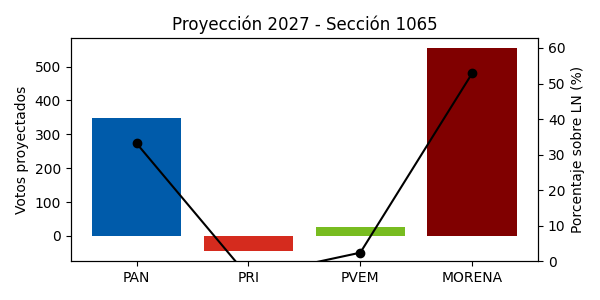 Proyección 2027 - Sección 1065
Votos proyectados
500
400
300
200
100
0
PAN
PRI
PVEM
MORENA
60
50
40
30
20
10
0
Porcentaje sobre LN (%)